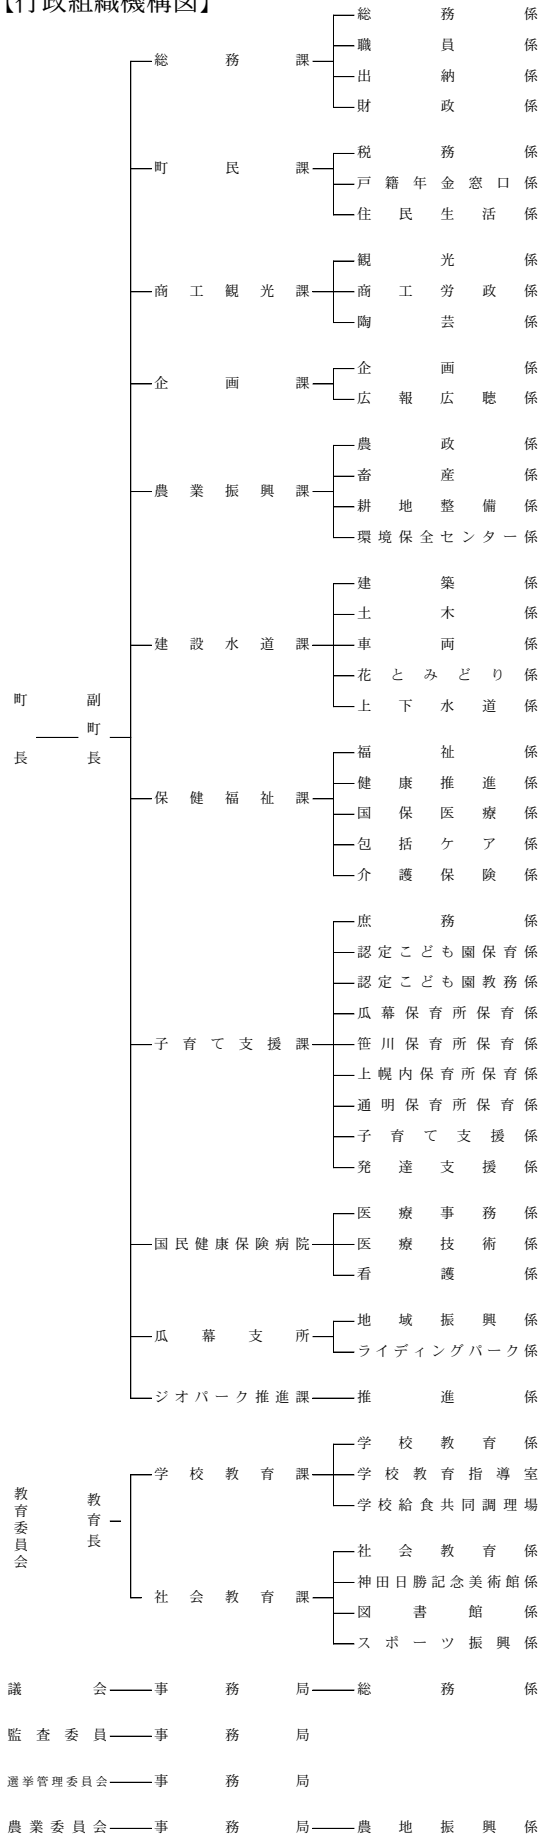 【行政組織機構図】
町長
副町長
総務課
総務係
職員係
出納係
財政係
町民課
税務係
戸籍年金窓口係
住民生活係
商工観光課
観光係
商工労政係
陶芸係
企画課
企画係
広報広聴係
農業振興課
農政係
畜産係
耕地整備係
環境保全センター係
建設水道課
建築係
土木係
車両係
花とみどり係
上下水道係
保健福祉課
福祉係
健康推進係
国保医療係
包括ケア係
介護保険係
子育て支援課
庶務係
認定こども園保育係
認定こども園教務係
瓜幕保育所保育係
笹川保育所保育係
上幌内保育所保育係
通明保育所保育係
子育て支援係
発達支援係
国民健康保険病院
医療事務係
医療技術係
看護係
瓜幕支所
地域振興係
ライディングパーク係
ジオパーク推進課
推進係
教育委員会
教育長
学校教育課
学校教育係
学校教育指導室
学校給食共同調理場
社会教育課
社会教育係
神田日勝記念美術館係
図書館係
スポーツ振興係
議会 事務局 総務係
監査委員 事務局
選挙管理委員会 事務局
農業委員会 事務局 農地振興係